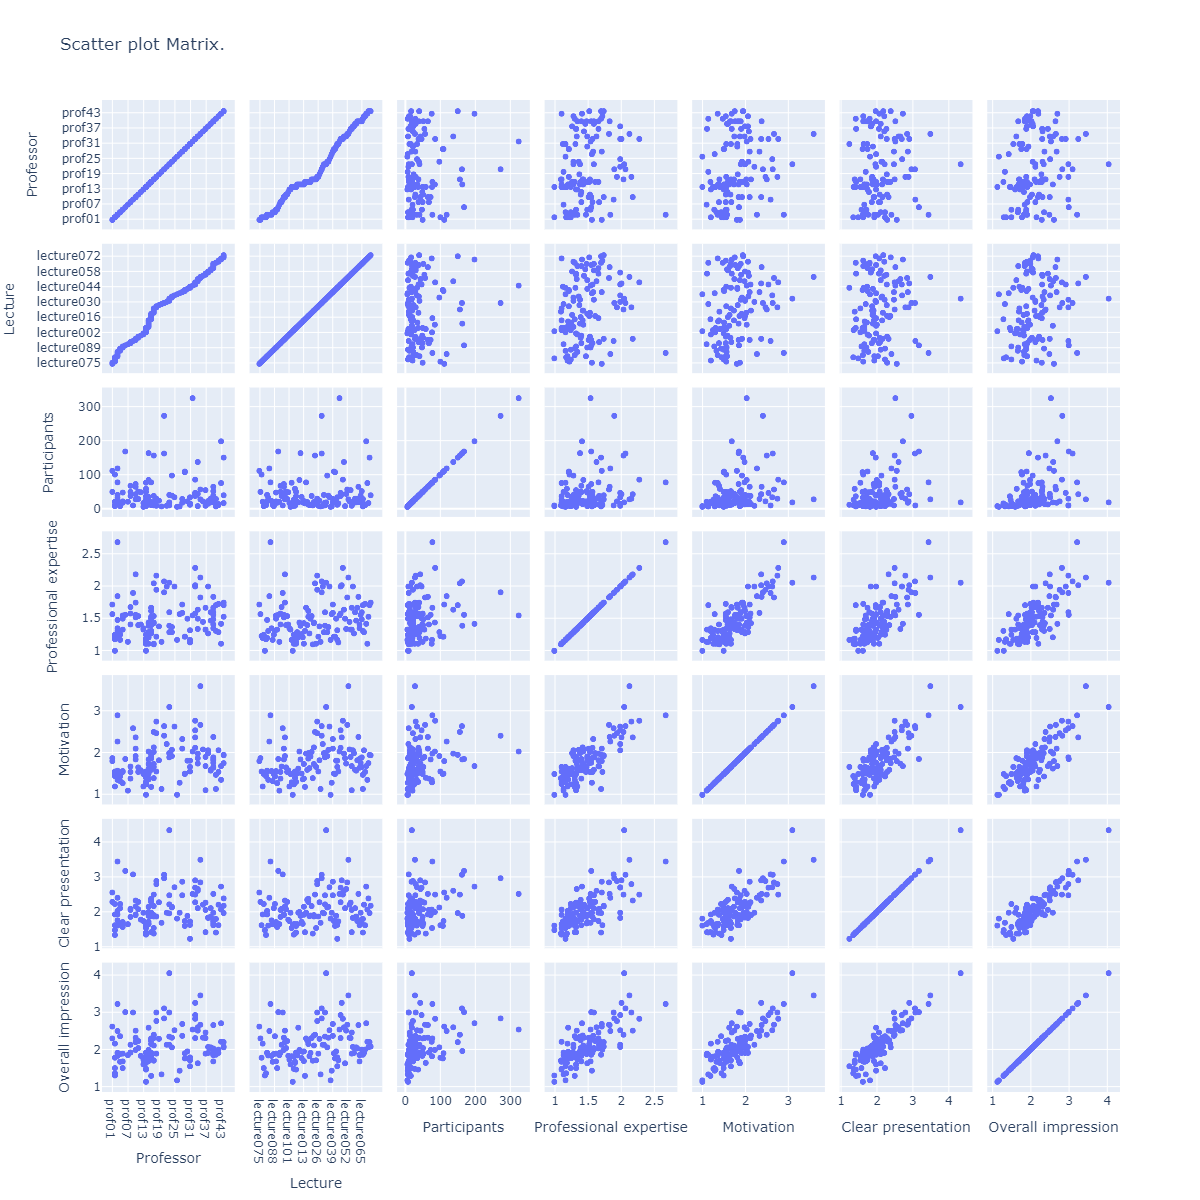 Scatter plot Matrix.
Professor
prof43
prof37
prof31
prof25
prof19
prof13
prof07
prof01
Lecture
lecture072
lecture058
lecture044
lecture030
lecture016
lecture002
lecture089
lecture075
Participants
300
200
100
0
Professional expertise
2.5
2
1.5
1
Motivation
3
2
1
Clear presentation
4
3
2
1
Overall impression
4
3
2
1
prof01 prof07 prof13 prof19 prof25 prof31 prof37 prof43
Professor
lecture075 lecture088 lecture101 lecture013 lecture026 lecture039 lecture052 lecture065
Lecture
0 100 200 300
Participants
1 1.5 2 2.5
Professional expertise
1 2 3
Motivation
1 2 3 4
Clear presentation
1 2 3 4
Overall impression